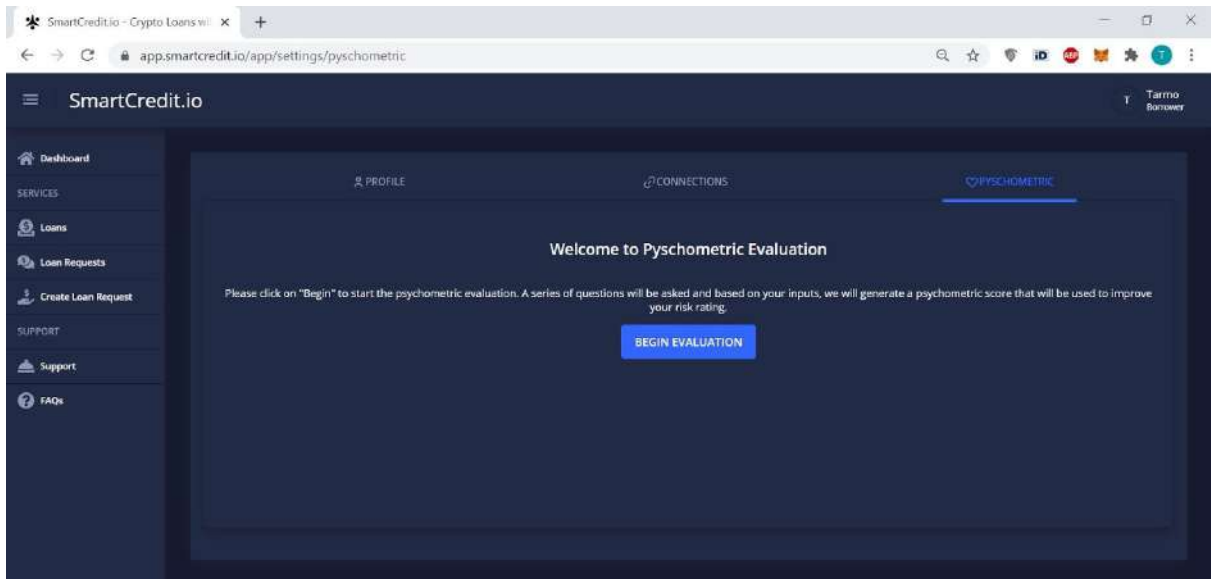 SmartCredit.io - Crypto Loans wi
app.smartcredit.io/app/settings/pyschometric
iD
ABP
T
SmartCredit.io
T
Tarmo
Borrower
Dashboard
SERVICES
Loans
Loan Requests
Create Loan Request
SUPPORT
Support
FAQs
PROFILE
CONNECTIONS
PYSCHOMETRIC
Welcome to Pyschometric Evaluation
Please click on "Begin" to start the psychometric evaluation. A series of questions will be asked and based on your inputs, we will generate a psychometric score that will be used to improve
your risk rating.
BEGIN EVALUATION